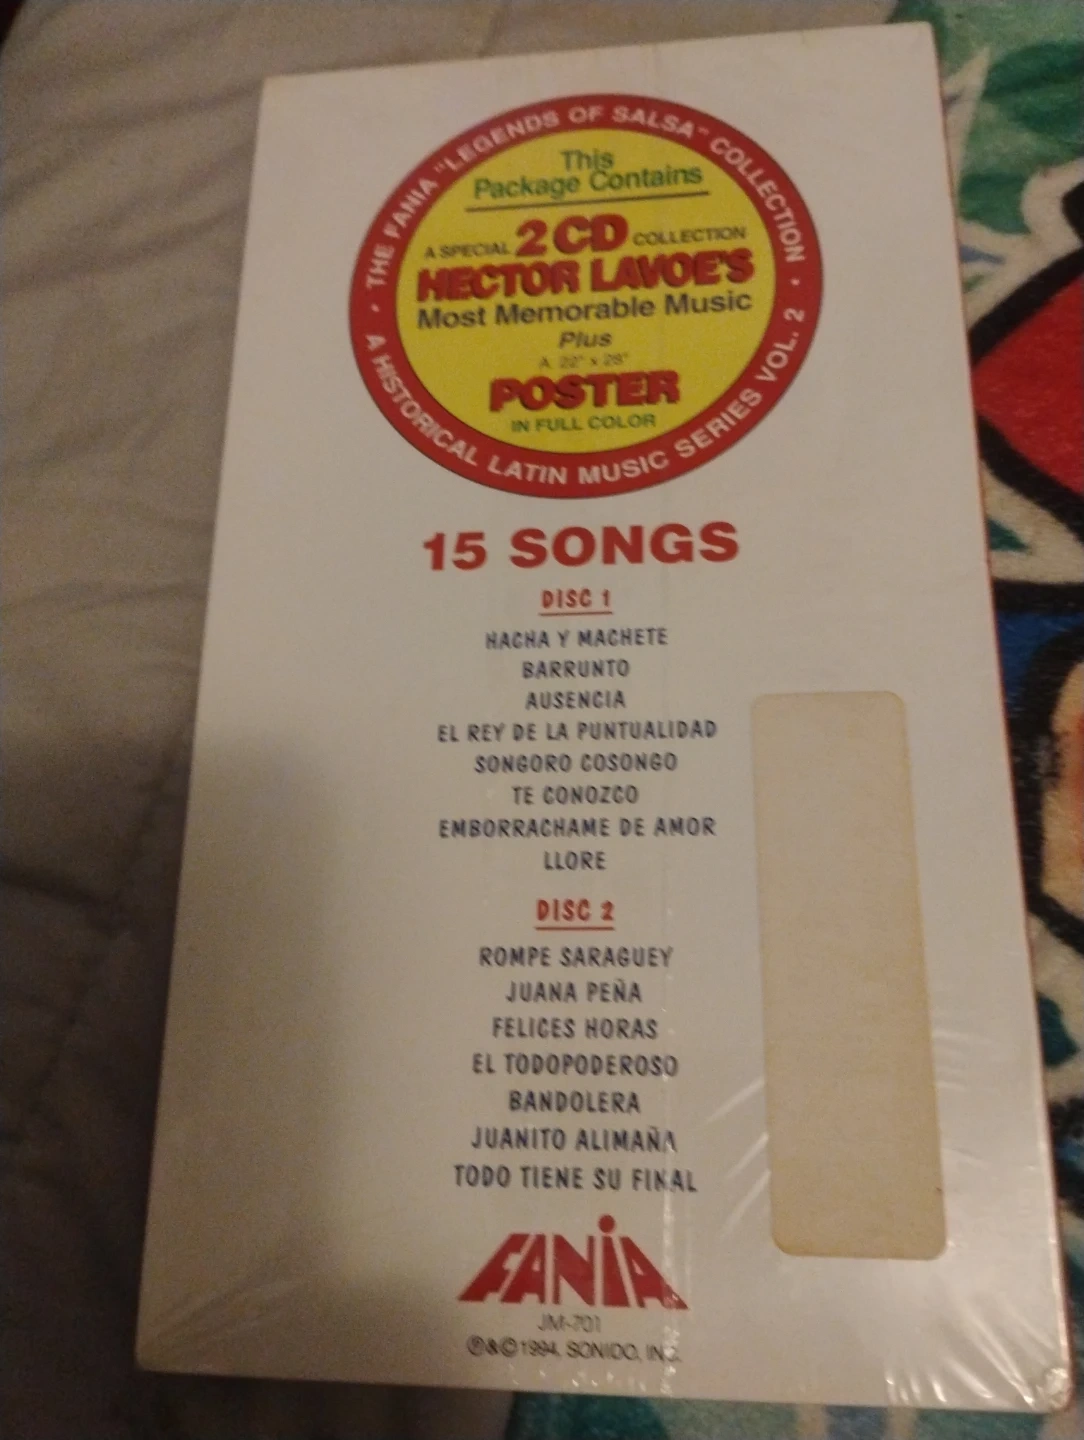 THE FANIA "LEGENDS OF SALSA" COLLECTION
This
Package Contains
A SPECIAL 2 CD COLLECTION
HECTOR LAVOE'S
Most Memorable Music
Plus
A 22" x 28"
POSTER
IN FULL COLOR
A HISTORICAL LATIN MUSIC SERIES VOL. 2
15 SONGS
DISC 1
HACHA Y MACHETE
BARRUNTO
AUSENCIA
EL REY DE LA PUNTUALIDAD
SONGORO COSONGO
TE CONOZCO
EMBORRACHAME DE AMOR
LLORE
DISC 2
ROMPE SARAGUEY
JUANA PEÑA
FELICES HORAS
EL TODOPODEROSO
BANDOLERA
JUANITO ALIMAÑA
TODO TIENE SU FINAL
FANIA
JM-701
℗&©1994, SONIDO, INC.